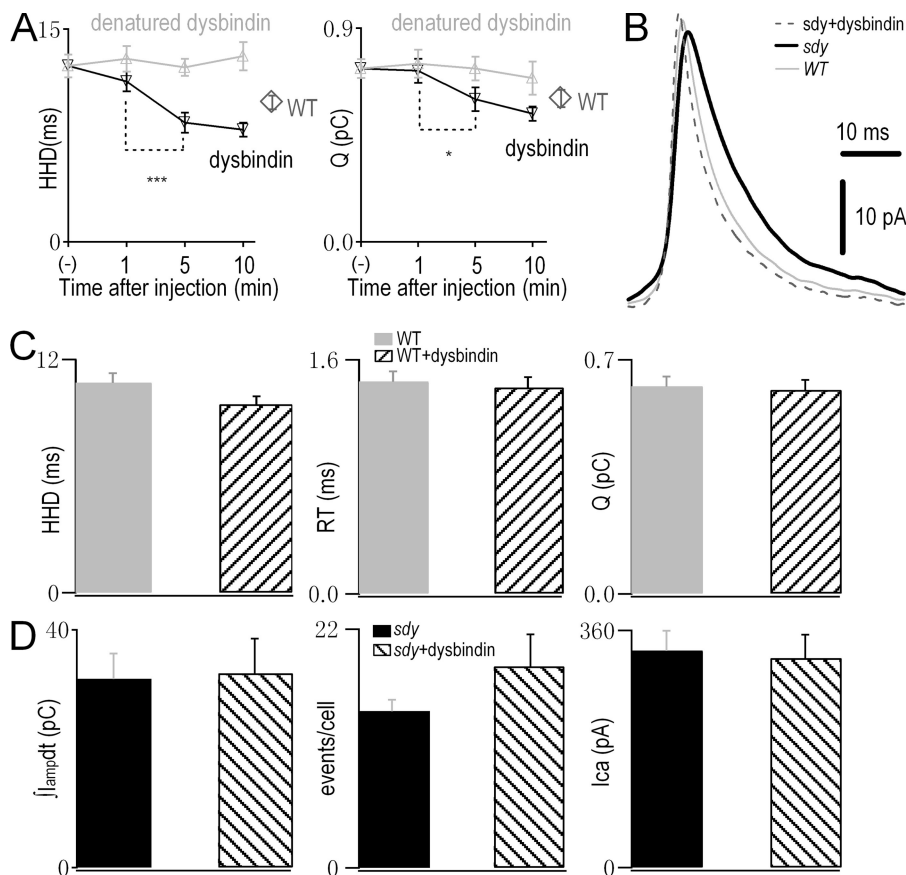 A
denatured dysbindin
15
HHD(ms)
WT
dysbindin
***
0
(-) 1 5 10
Time after injection (min)
0.9
Q (pC)
WT
dysbindin
*
0.0
(-) 1 5 10
Time after injection (min)
B
sdy+dysbindin
sdy
WT
10 ms
10 pA
C
WT
WT+dysbindin
12
HHD (ms)
0
1.6
RT (ms)
0.0
0.7
Q (pC)
0.0
D
40
∫Iampdt (pC)
0
sdy
sdy+dysbindin
22
events/cell
0
360
Ica (pA)
0